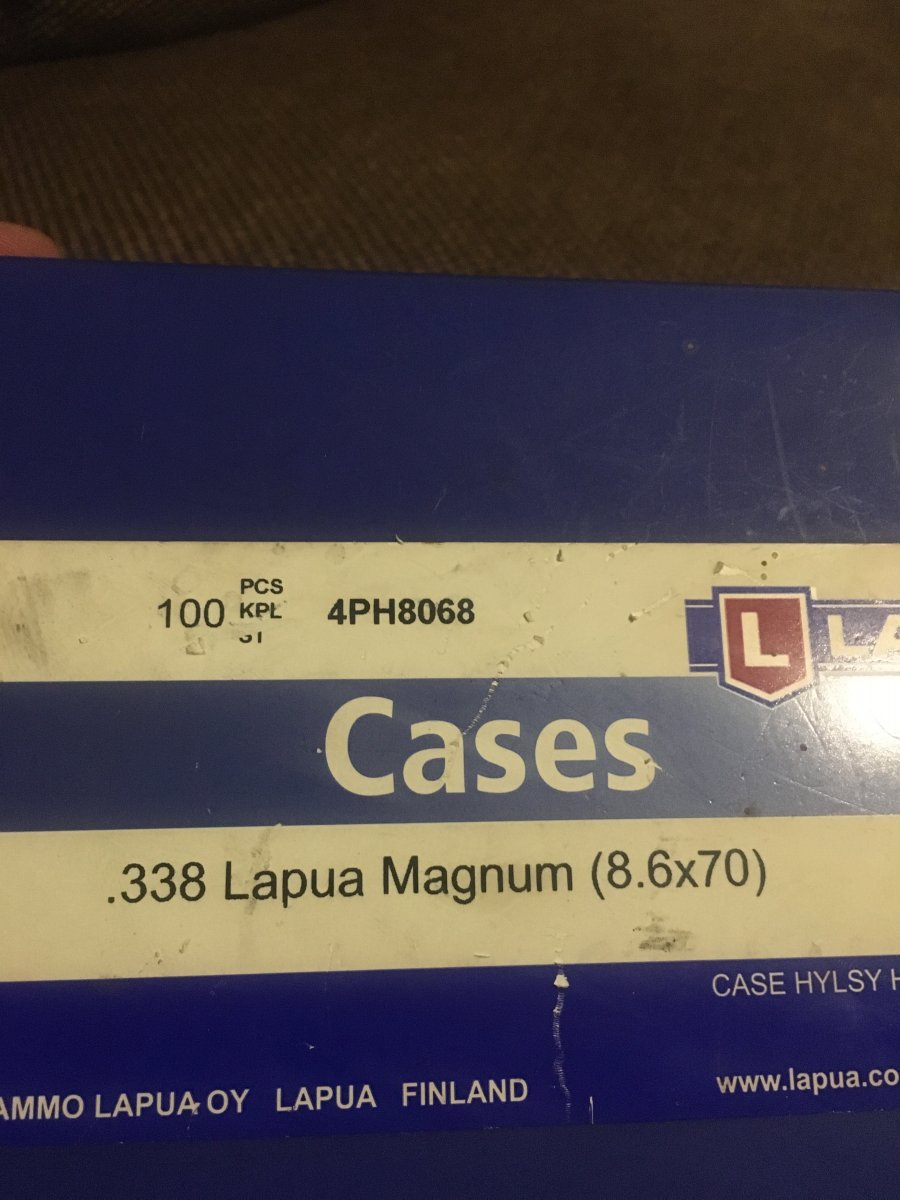 PCS
100 KPL 4PH8068
ST
L
Cases
.338 Lapua Magnum (8.6x70)
CASE HYLSY
AMMO LAPUA OY LAPUA FINLAND
www.lapua.co